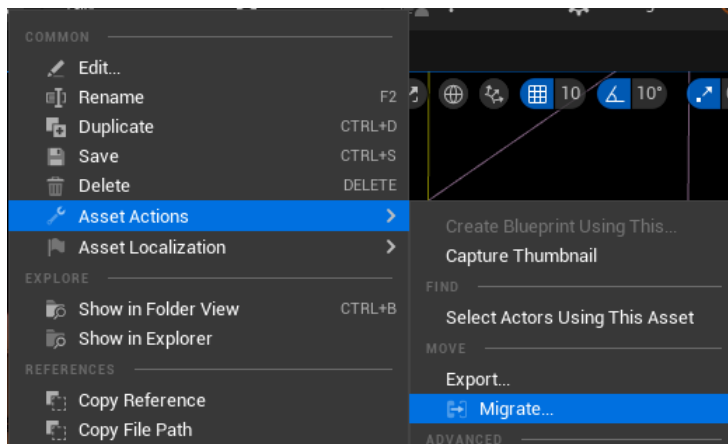 COMMON
Edit...
Rename F2
Duplicate CTRL+D
Save CTRL+S
Delete DELETE
Asset Actions
Asset Localization
EXPLORE
Show in Folder View CTRL+B
Show in Explorer
REFERENCES
Copy Reference
Copy File Path
10 10°
Create Blueprint Using This...
Capture Thumbnail
FIND
Select Actors Using This Asset
MOVE
Export...
Migrate...
ADVANCED